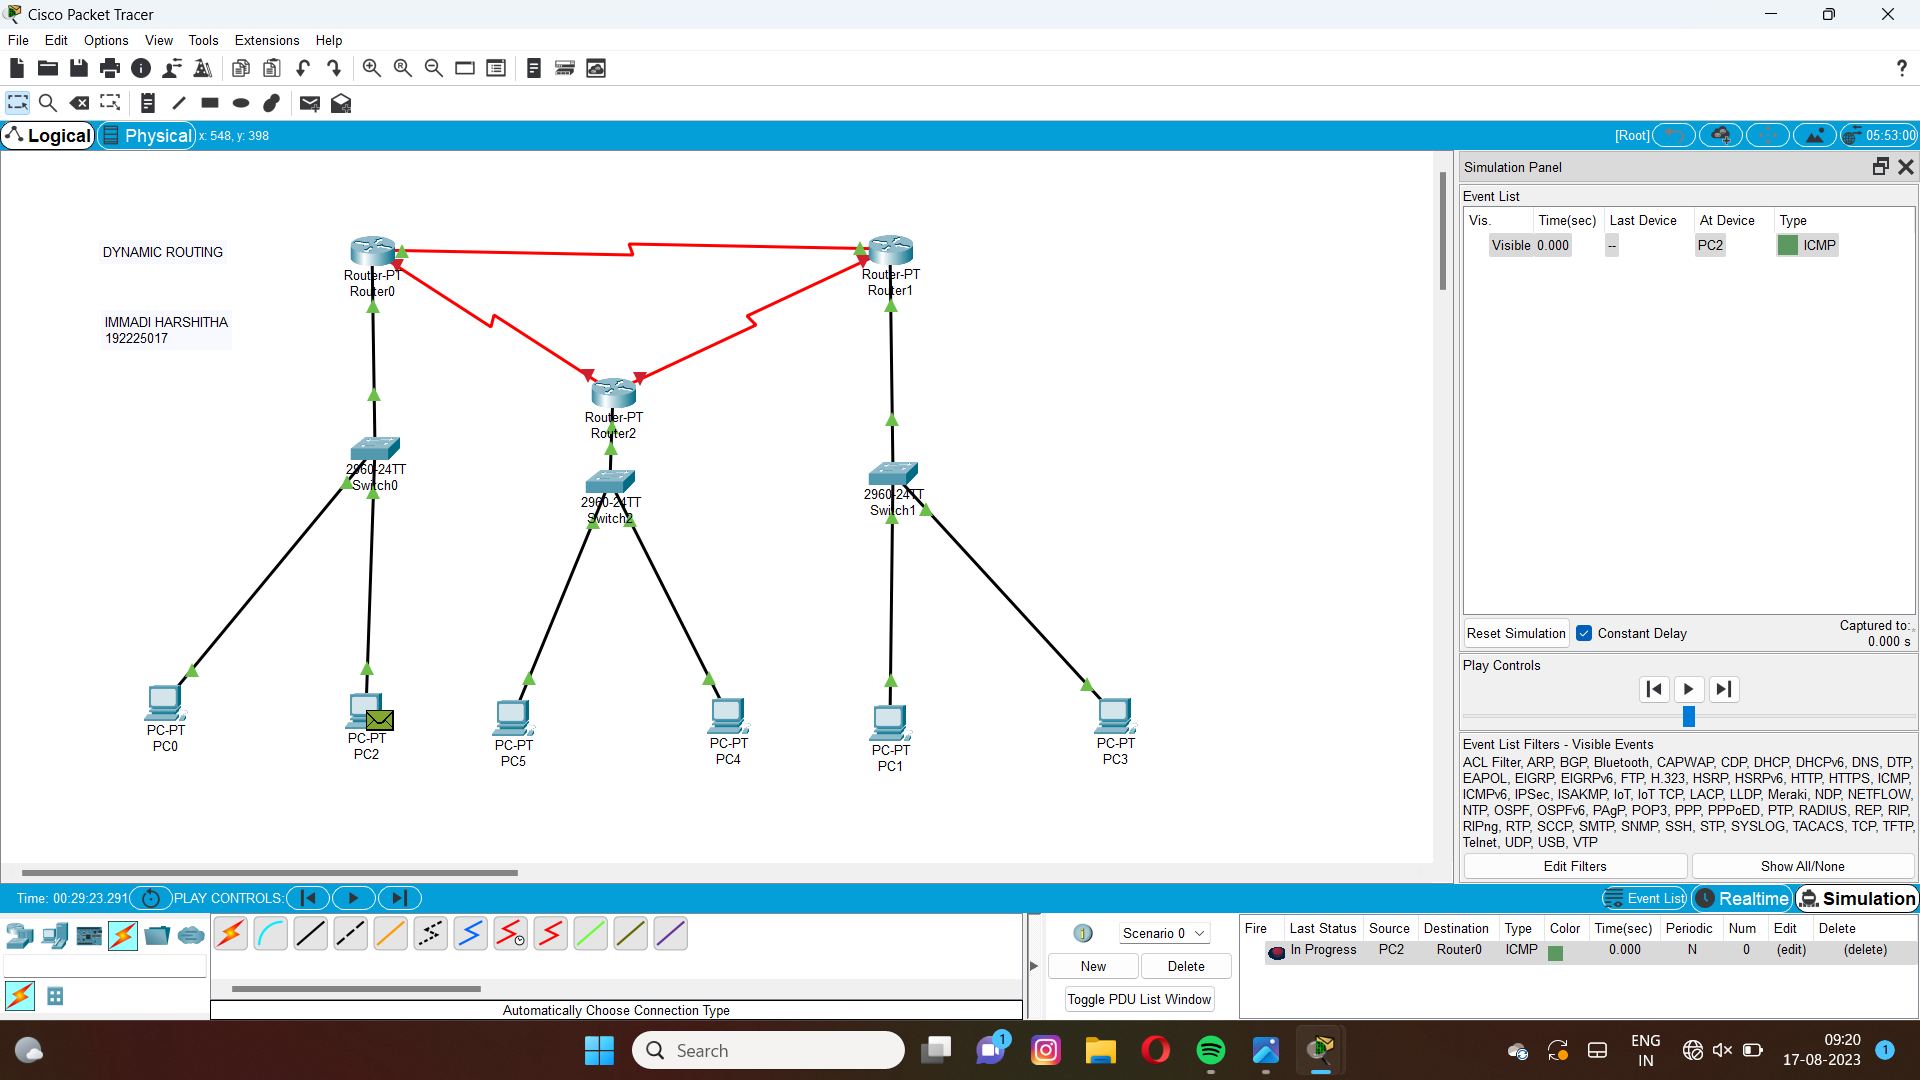 Cisco Packet Tracer
File Edit Options View Tools Extensions Help
?
Logical Physical x: 548, y: 398 [Root] 05:53:00
DYNAMIC ROUTING
IMMADI HARSHITHA
192225017
Router-PT
Router0
Router-PT
Router1
Router-PT
Router2
2960-24TT
Switch0
2960-24TT
Switch2
2960-24TT
Switch1
PC-PT
PC0
PC-PT
PC2
PC-PT
PC5
PC-PT
PC4
PC-PT
PC1
PC-PT
PC3
Simulation Panel
Event List
Vis. Time(sec) Last Device At Device Type
Visible 0.000 -- PC2 ICMP
Reset Simulation Constant Delay Captured to:
0.000 s
Play Controls
Event List Filters - Visible Events
ACL Filter, ARP, BGP, Bluetooth, CAPWAP, CDP, DHCP, DHCPv6, DNS, DTP,
EAPOL, EIGRP, EIGRPv6, FTP, H.323, HSRP, HSRPv6, HTTP, HTTPS, ICMP,
ICMPv6, IPSec, ISAKMP, IoT, IoT TCP, LACP, LLDP, Meraki, NDP, NETFLOW,
NTP, OSPF, OSPFv6, PAgP, POP3, PPP, PPPoED, PTP, RADIUS, REP, RIP,
RIPng, RTP, SCCP, SMTP, SNMP, SSH, STP, SYSLOG, TACACS, TCP, TFTP,
Telnet, UDP, USB, VTP
Edit Filters Show All/None
Time: 00:29:23.291 PLAY CONTROLS: Event List Realtime Simulation
Automatically Choose Connection Type
1 Scenario 0
New Delete
Toggle PDU List Window
Fire Last Status Source Destination Type Color Time(sec) Periodic Num Edit Delete
In Progress PC2 Router0 ICMP 0.000 N 0 (edit) (delete)
Search
1
ENG
IN
09:20
17-08-2023
1